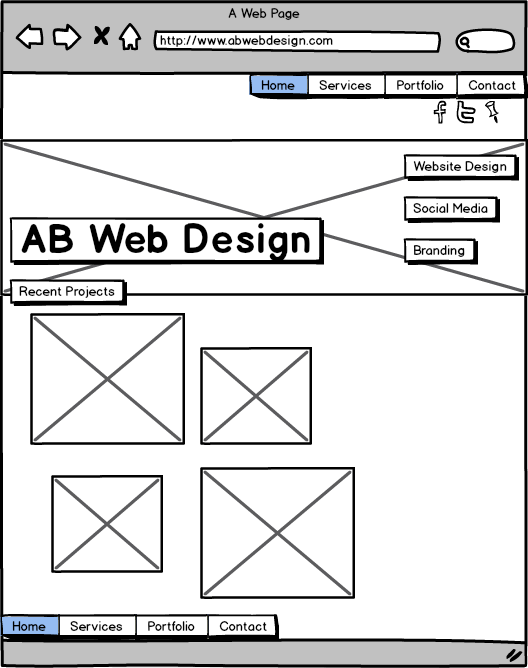 A Web Page
http://www.abwebdesign.com
Home Services Portfolio Contact
Website Design
Social Media
AB Web Design
Branding
Recent Projects
Home Services Portfolio Contact